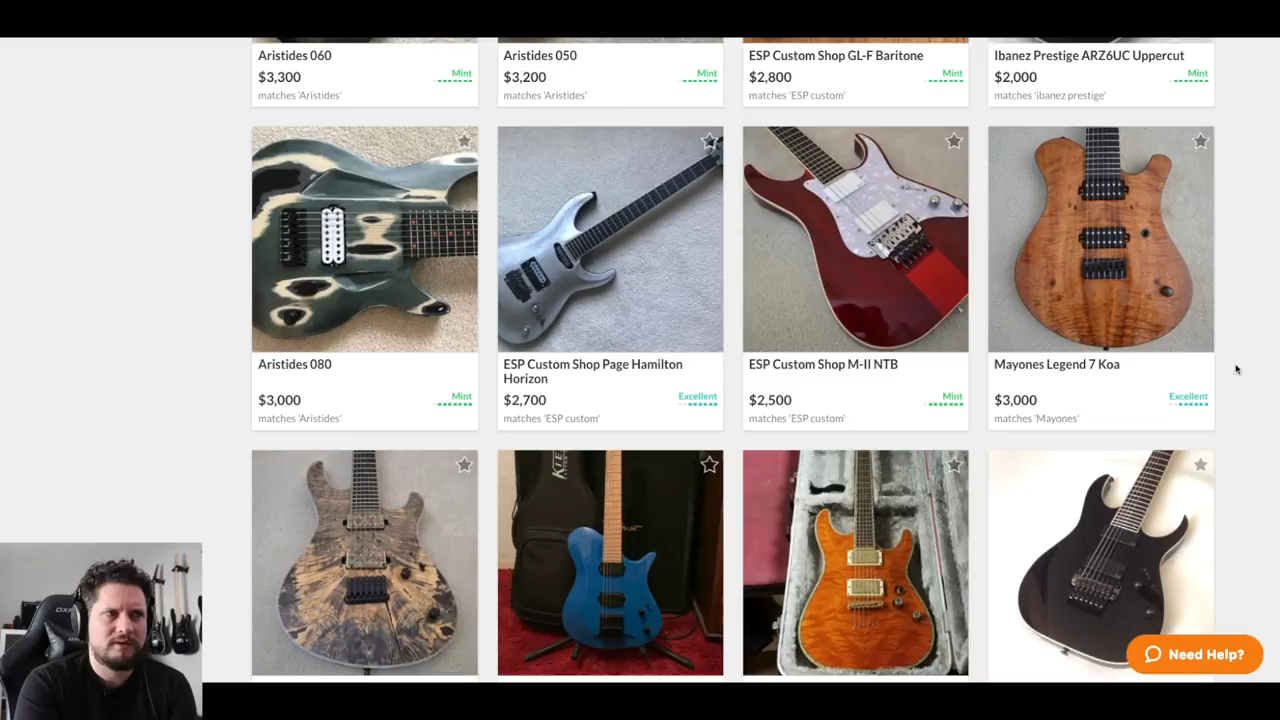 Aristides 060
$3,300
Mint
matches 'Aristides'
Aristides 050
$3,200
Mint
matches 'Aristides'
ESP Custom Shop GL-F Baritone
$2,800
Mint
matches 'ESP custom'
Ibanez Prestige ARZ6UC Uppercut
$2,000
Mint
matches 'ibanez prestige'
Aristides 080
$3,000
Mint
matches 'Aristides'
ESP Custom Shop Page Hamilton
Horizon
$2,700
Excellent
matches 'ESP custom'
ESP Custom Shop M-II NTB
$2,500
Mint
matches 'ESP custom'
Mayones Legend 7 Koa
$3,000
Excellent
matches 'Mayones'
Need Help?